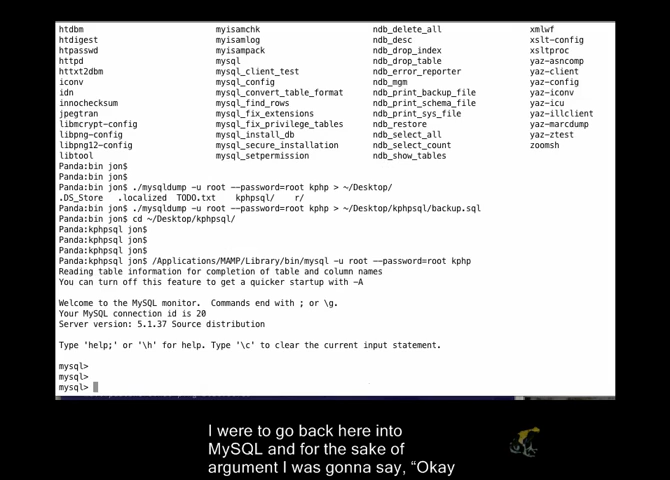 htdbm myisamchk ndb_delete_all xmlwf
htdigest myisamlog ndb_desc xslt-config
htpasswd myisampack ndb_drop_index xsltproc
httpd mysql ndb_drop_table yaz-asncomp
httxt2dbm mysql_client_test ndb_error_reporter yaz-client
iconv mysql_config ndb_mgm yaz-config
idn mysql_convert_table_format ndb_print_backup_file yaz-iconv
innochecksum mysql_find_rows ndb_print_schema_file yaz-icu
jpegtran mysql_fix_extensions ndb_print_sys_file yaz-illclient
libmcrypt-config mysql_fix_privilege_tables ndb_restore yaz-marcdump
libpng-config mysql_install_db ndb_select_all yaz-ztest
libpng12-config mysql_secure_installation ndb_select_count zoomsh
libtool mysql_setpermission ndb_show_tables
Panda:bin jon$
Panda:bin jon$
Panda:bin jon$ ./mysqldump -u root --password=root kphp > ~/Desktop/
.DS_Store .localized TODO.txt kphpsql/ r/
Panda:bin jon$ ./mysqldump -u root --password=root kphp > ~/Desktop/kphpsql/backup.sql
Panda:bin jon$ cd ~/Desktop/kphpsql/
Panda:kphpsql jon$
Panda:kphpsql jon$
Panda:kphpsql jon$
Panda:kphpsql jon$ /Applications/MAMP/Library/bin/mysql -u root --password=root kphp
Reading table information for completion of table and column names
You can turn off this feature to get a quicker startup with -A
Welcome to the MySQL monitor. Commands end with ; or \g.
Your MySQL connection id is 20
Server version: 5.1.37 Source distribution
Type 'help;' or '\h' for help. Type '\c' to clear the current input statement.
mysql>
mysql>
mysql>
I were to go back here into
MySQL and for the sake of
argument I was gonna say, “Okay